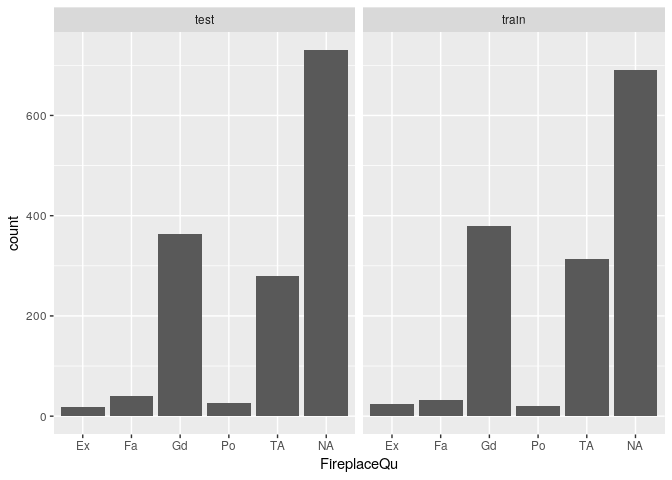 test train
count
600
400
200
0
Ex Fa Gd Po TA NA Ex Fa Gd Po TA NA
FireplaceQu